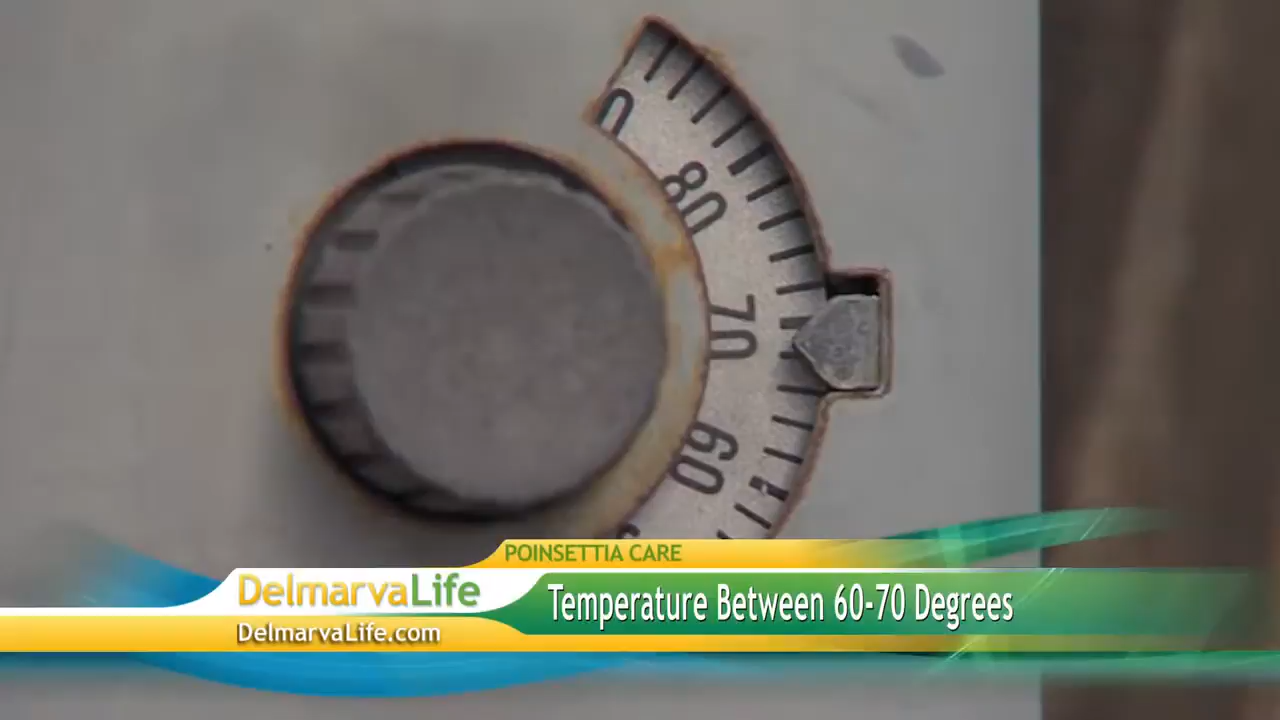 80
70
60
POINSETTIA CARE
DelmarvaLife
Temperature Between 60-70 Degrees
DelmarvaLife.com